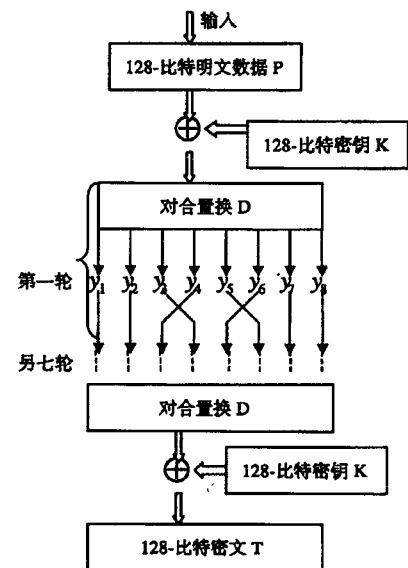 输入
128-比特明文数据 P
128-比特密钥 K
对合置换 D
第一轮
y1 y2 y3 y4 y5 y6 y7 y8
另七轮
对合置换 D
128-比特密钥 K
128-比特密文 T